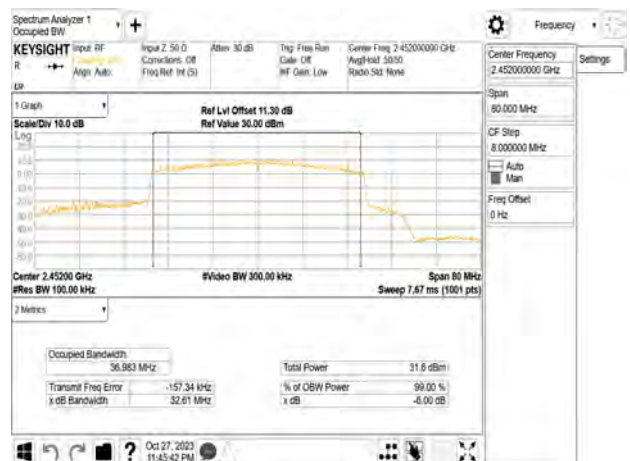 Spectrum Analyzer 1
Occupied BW
Frequency
KEYSIGHT
Input: RF
Input Z: 50 Ω
Atten: 30 dB
Trig: Free Run
Center Freq: 2.452000000 GHz
R
Corrections: Off
Gate: Off
Avg|Hold: 50/50
Align: Auto
Freq Ref: Int (S)
#IF Gain: Low
Radio Std: None
Center Frequency
2.452000000 GHz
Settings
Span
80.000 MHz
CF Step
8.000000 MHz
Auto
Man
Freq Offset
0 Hz
1 Graph
Scale/Div 10.0 dB
Ref Lvl Offset 11.30 dB
Ref Value 30.00 dBm
Log
Center 2.45200 GHz
#Video BW 300.00 kHz
Span 80 MHz
#Res BW 100.00 kHz
Sweep 7.67 ms (1001 pts)
2 Metrics
Occupied Bandwidth
36.983 MHz
Total Power
31.6 dBm
Transmit Freq Error
-157.34 kHz
% of OBW Power
99.00 %
x dB Bandwidth
32.61 MHz
x dB
-6.00 dB
Oct 27, 2023
11:45:42 PM